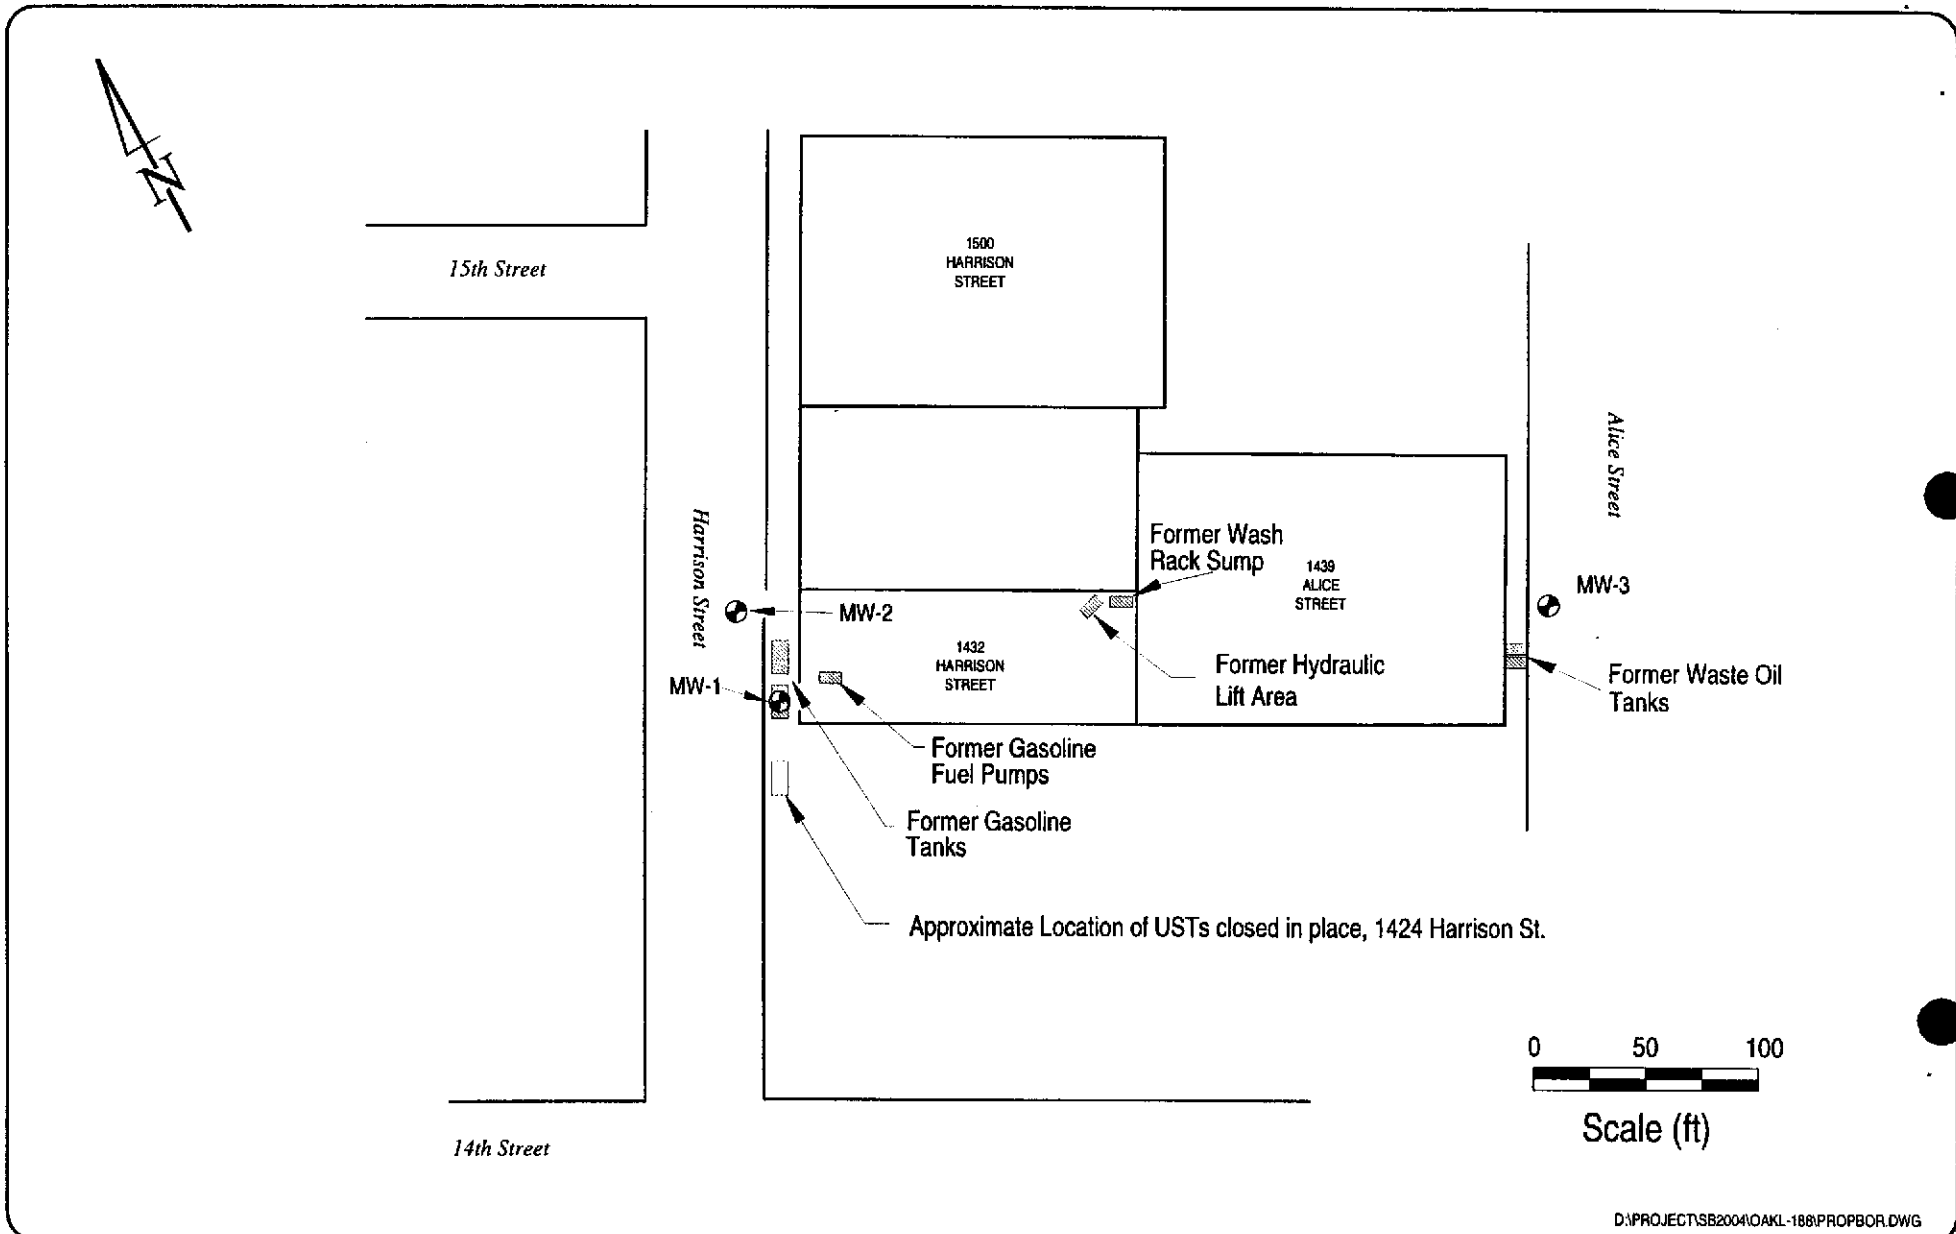 N
15th Street
1500
HARRISON
STREET
Alice Street
Harrison Street
Former Wash
Rack Sump
1439
ALICE
STREET
MW-3
MW-2
1432
HARRISON
STREET
Former Hydraulic
Lift Area
Former Waste Oil
Tanks
MW-1
Former Gasoline
Fuel Pumps
Former Gasoline
Tanks
Approximate Location of USTs closed in place, 1424 Harrison St.
0 50 100
Scale (ft)
14th Street
D:\PROJECT\SB2004\OAKL-188\PROPBOR.DWG